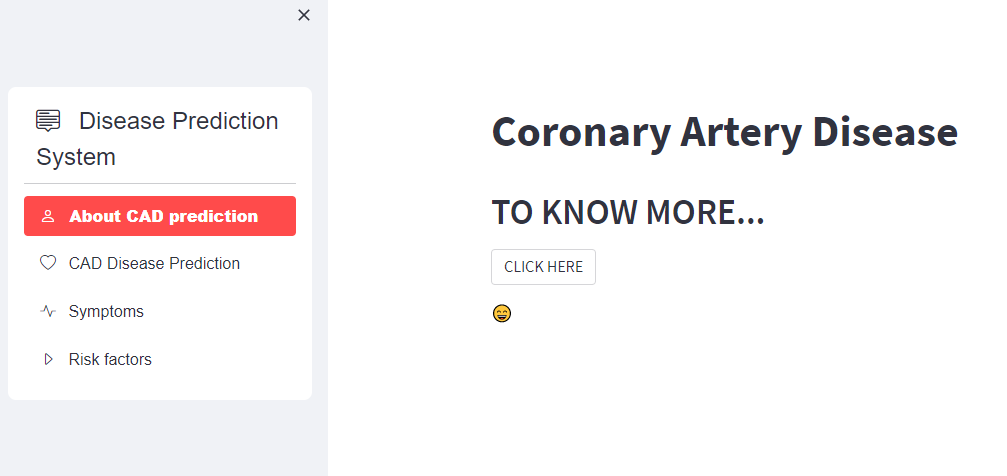 Disease Prediction
System
About CAD prediction
CAD Disease Prediction
Symptoms
Risk factors
Coronary Artery Disease
TO KNOW MORE...
CLICK HERE